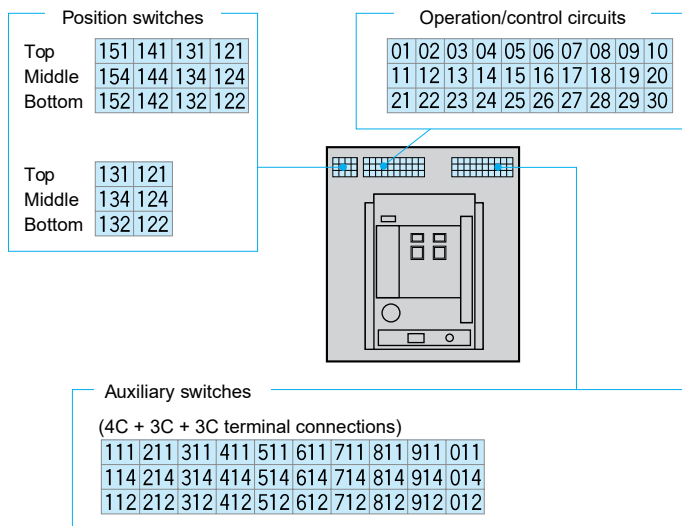 Position switches
Top 151 141 131 121
Middle 154 144 134 124
Bottom 152 142 132 122
Top 131 121
Middle 134 124
Bottom 132 122
Operation/control circuits
01 02 03 04 05 06 07 08 09 10
11 12 13 14 15 16 17 18 19 20
21 22 23 24 25 26 27 28 29 30
Auxiliary switches
(4C + 3C + 3C terminal connections)
111 211 311 411 511 611 711 811 911 011
114 214 314 414 514 614 714 814 914 014
112 212 312 412 512 612 712 812 912 012